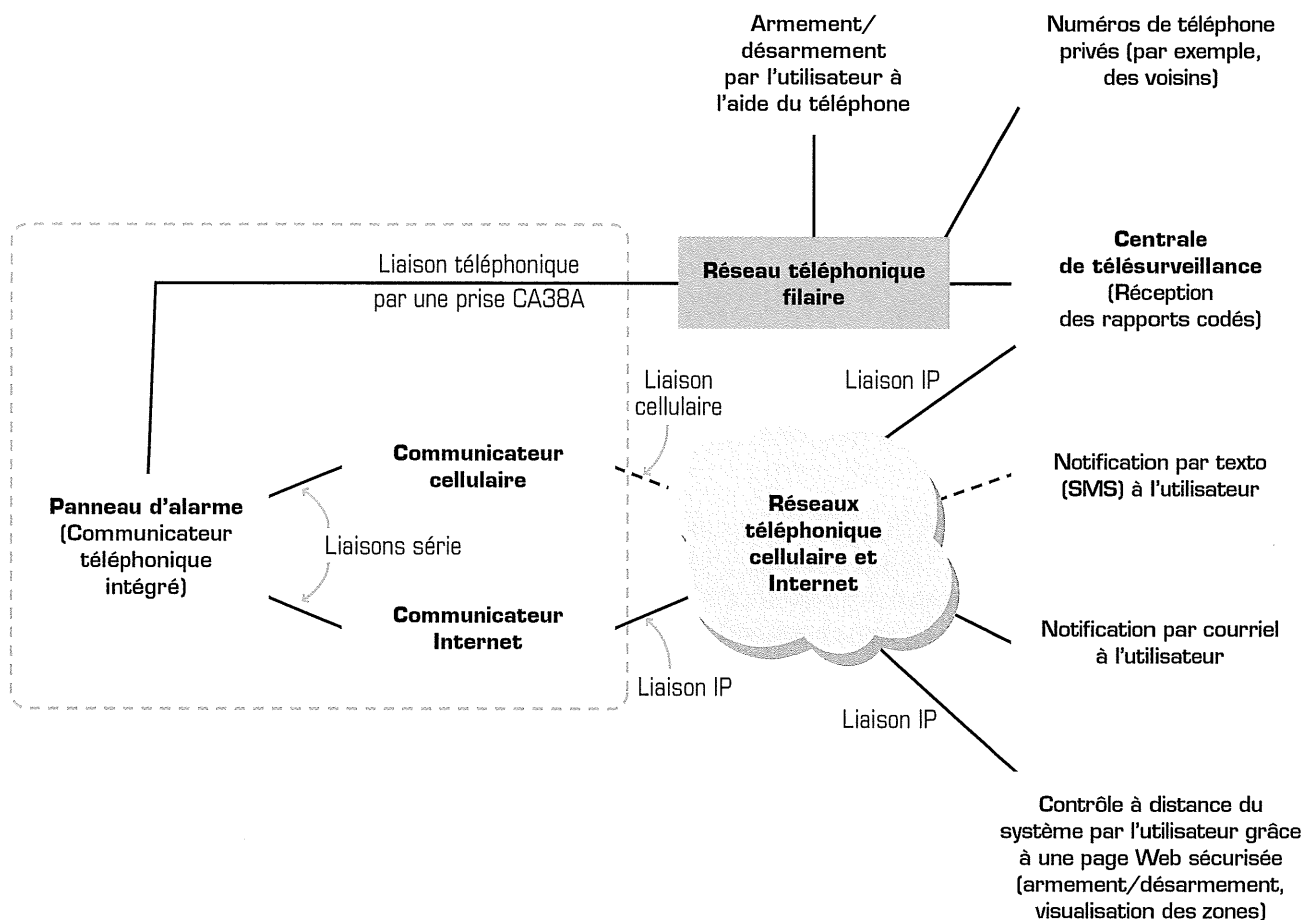 Armement/
désarmement
par l'utilisateur à
l'aide du téléphone
Numéros de téléphone
privés (par exemple,
des voisins)
Liaison téléphonique
par une prise CA38A
Réseau téléphonique
filaire
Centrale
de télésurveillance
(Réception
des rapports codés)
Liaison
cellulaire
Liaison IP
Communicateur
cellulaire
Panneau d'alarme
(Communicateur
téléphonique
intégré)
Liaisons série
Communicateur
Internet
Réseaux
téléphonique
cellulaire et
Internet
Notification par texto
(SMS) à l'utilisateur
Notification par courriel
à l'utilisateur
Liaison IP
Liaison IP
Contrôle à distance du
système par l'utilisateur grâce
à une page Web sécurisée
(armement/désarmement,
visualisation des zones)